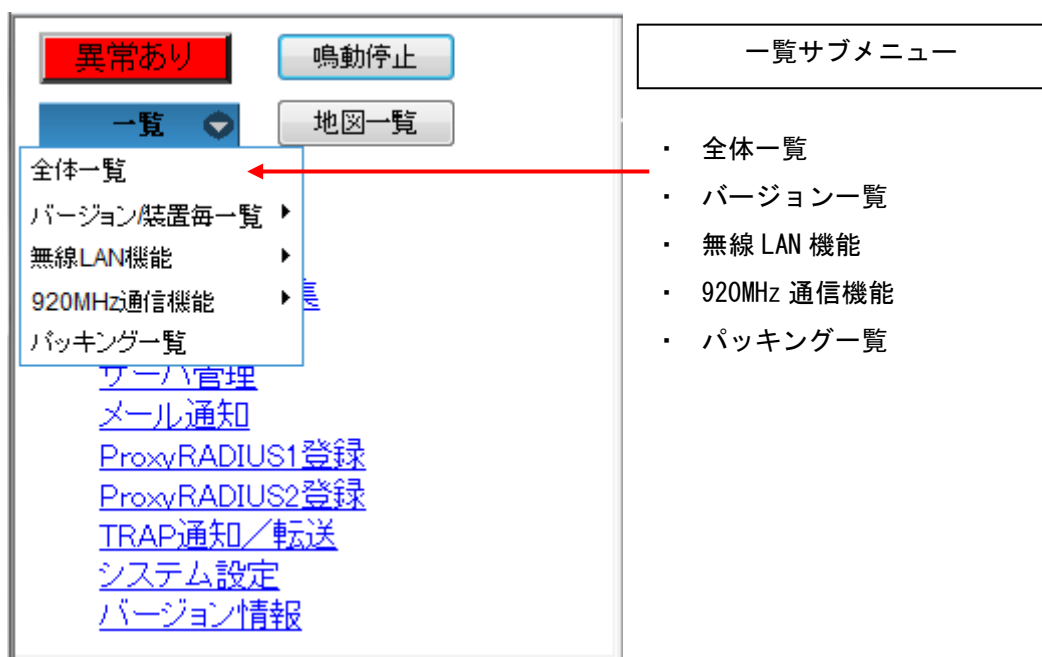 異常あり
鳴動停止
一覧
地図一覧
全体一覧
バージョン/装置毎一覧
無線LAN機能
920MHz通信機能
パッキング一覧
サーバ管理
メール通知
ProxyRADIUS1登録
ProxyRADIUS2登録
TRAP通知／転送
システム設定
バージョン情報
一覧サブメニュー
・ 全体一覧
・ バージョン一覧
・ 無線 LAN 機能
・ 920MHz 通信機能
・ パッキング一覧